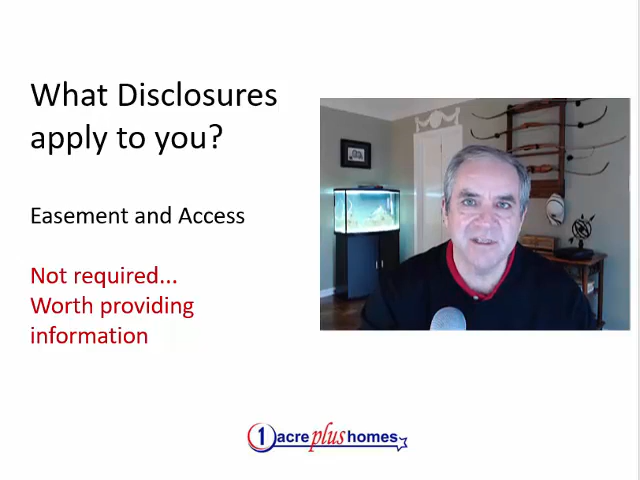 What Disclosures
apply to you?
Easement and Access
Not required...
Worth providing
information
1 acre plus homes